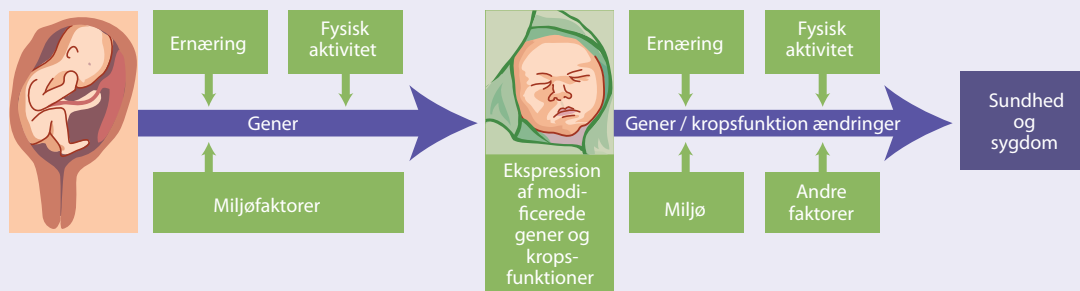 Ernæring
Fysisk
aktivitet
Gener
Miljøfaktorer
Ekspression
af modi-
ficerede
gener og
krops-
funktioner
Ernæring
Fysisk
aktivitet
Gener / kropsfunktion ændringer
Miljø
Andre
faktorer
Sundhed
og
sygdom